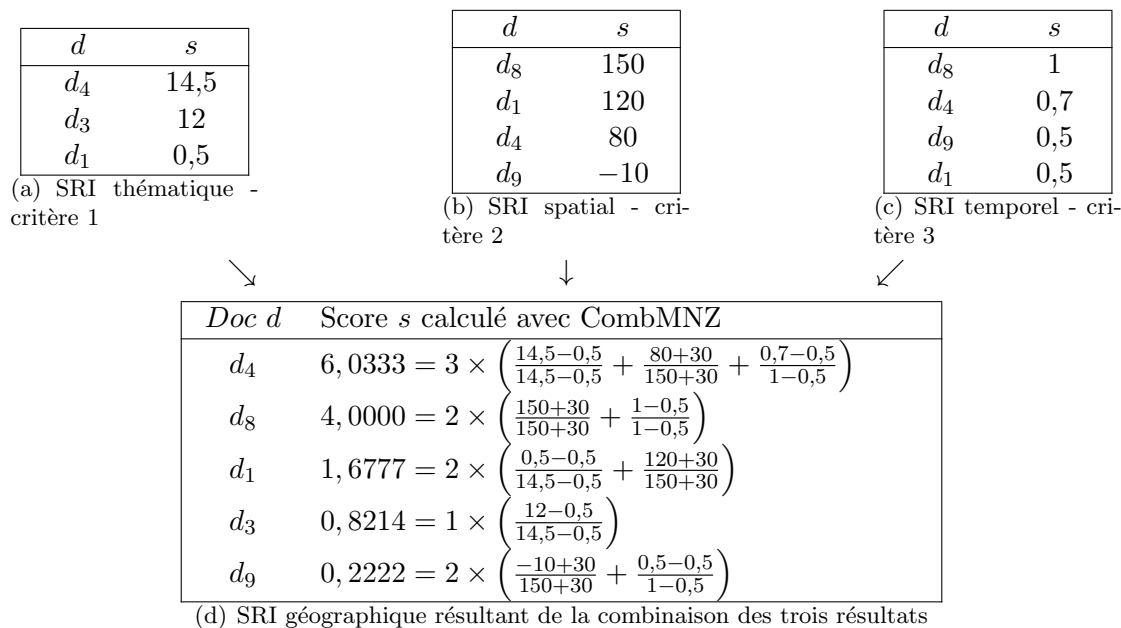 d s
d4 14,5
d3 12
d1 0,5
(a) SRI thématique -
critère 1
d s
d8 150
d1 120
d4 80
d9 −10
(b) SRI spatial - cri-
tère 2
d s
d8 1
d4 0,7
d9 0,5
d1 0,5
(c) SRI temporel - cri-
tère 3
↘ ↓ ↙
Doc d Score s calculé avec CombMNZ
d4 6,0333 = 3 × ( (14,5−0,5)/(14,5−0,5) + (80+30)/(150+30) + (0,7−0,5)/(1−0,5) )
d8 4,0000 = 2 × ( (150+30)/(150+30) + (1−0,5)/(1−0,5) )
d1 1,6777 = 2 × ( (0,5−0,5)/(14,5−0,5) + (120+30)/(150+30) )
d3 0,8214 = 1 × ( (12−0,5)/(14,5−0,5) )
d9 0,2222 = 2 × ( (−10+30)/(150+30) + (0,5−0,5)/(1−0,5) )
(d) SRI géographique résultant de la combinaison des trois résultats